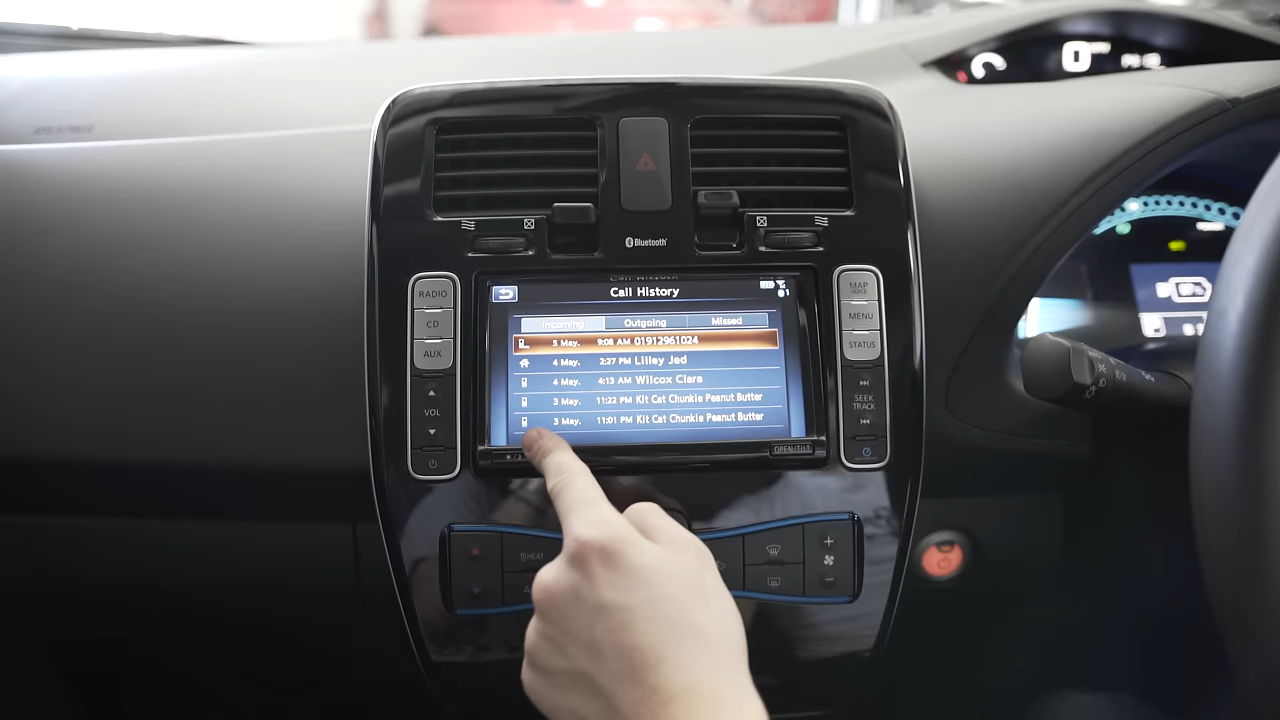 0
Bluetooth
RADIO
CD
AUX
VOL
Call History
1
Incoming Outgoing Missed
5 May. 9:08 AM 01912961024
4 May. 2:27 PM Lilley Jed
4 May. 4:13 AM Wilcox Clara
3 May. 11:22 PM Kit Cat Chunkie Peanut Butter
3 May. 11:01 PM Kit Cat Chunkie Peanut Butter
OPEN/TILT
MAP
VOICE
MENU
STATUS
SEEK
TRACK
HEAT
+
-